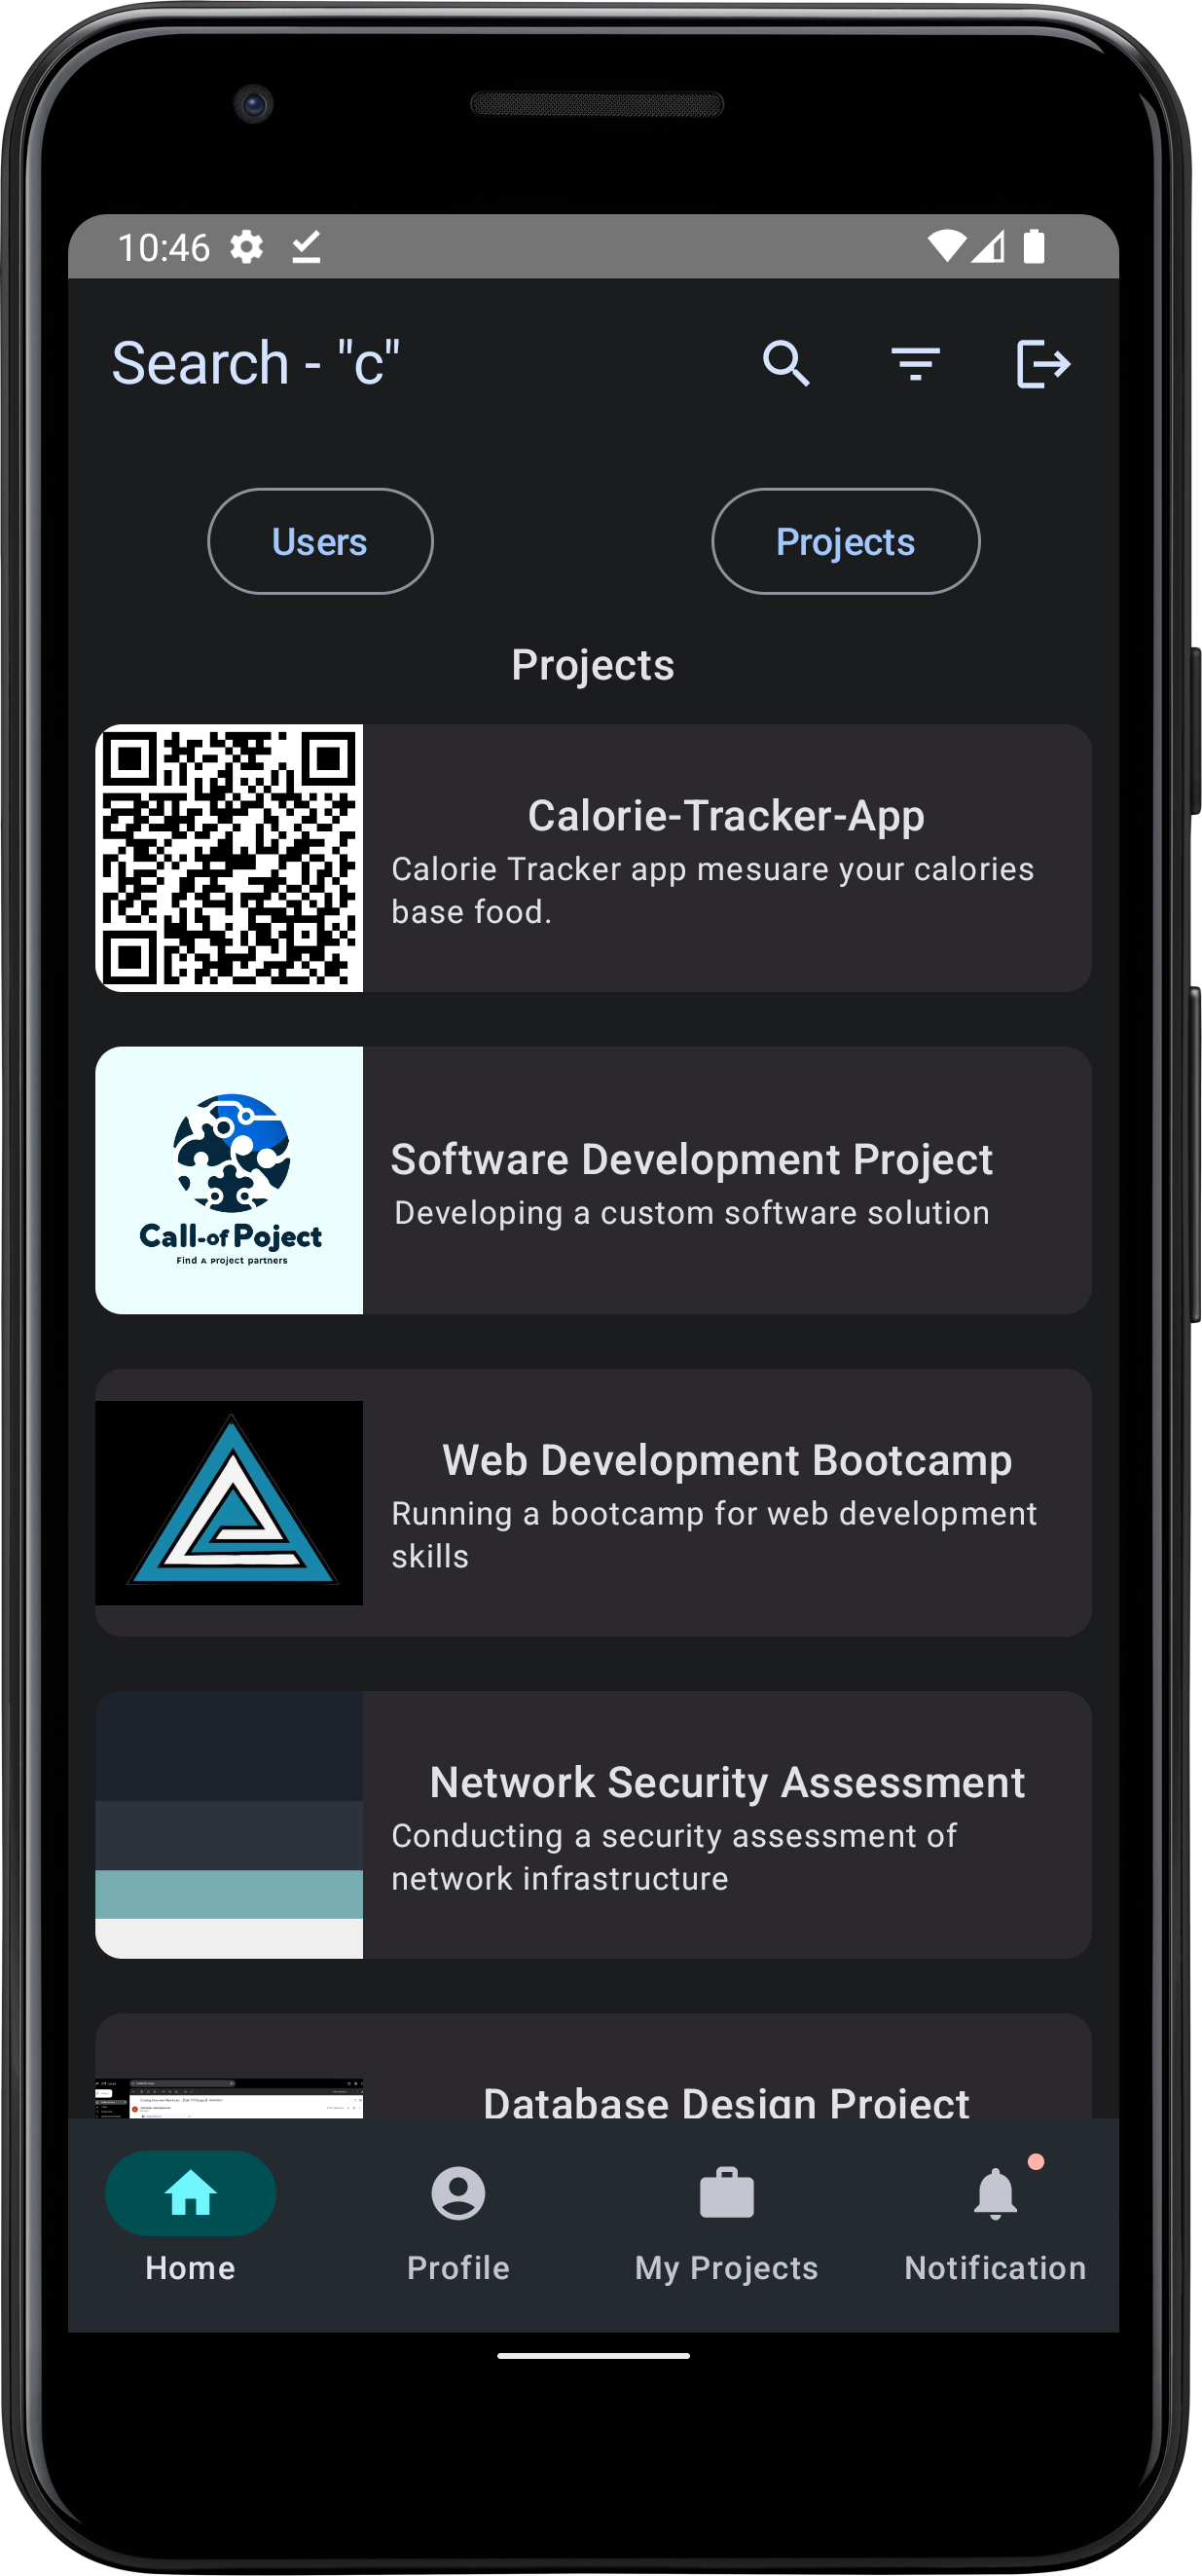 10:46
Search - "c"
Users
Projects
Projects
Calorie-Tracker-App
Calorie Tracker app mesuare your calories
base food.
Call-of Poject
Find A project partners
Software Development Project
Developing a custom software solution
Web Development Bootcamp
Running a bootcamp for web development
skills
Network Security Assessment
Conducting a security assessment of
network infrastructure
Database Design Project
Home
Profile
My Projects
Notification